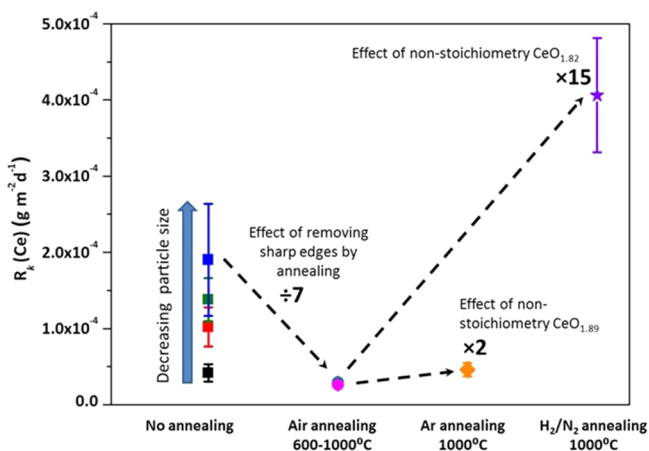 5.0x10⁻⁴
4.0x10⁻⁴
3.0x10⁻⁴
2.0x10⁻⁴
1.0x10⁻⁴
0.0
Rₖ (Ce) (g m⁻²d⁻¹)
Decreasing particle size
Effect of removing
sharp edges by
annealing
÷7
Effect of non-stoichiometry CeO₁.₈₂
×15
Effect of non-
stoichiometry CeO₁.₈₉
×2
No annealing
Air annealing
600-1000⁰C
Ar annealing
1000⁰C
H₂/N₂ annealing
1000⁰C